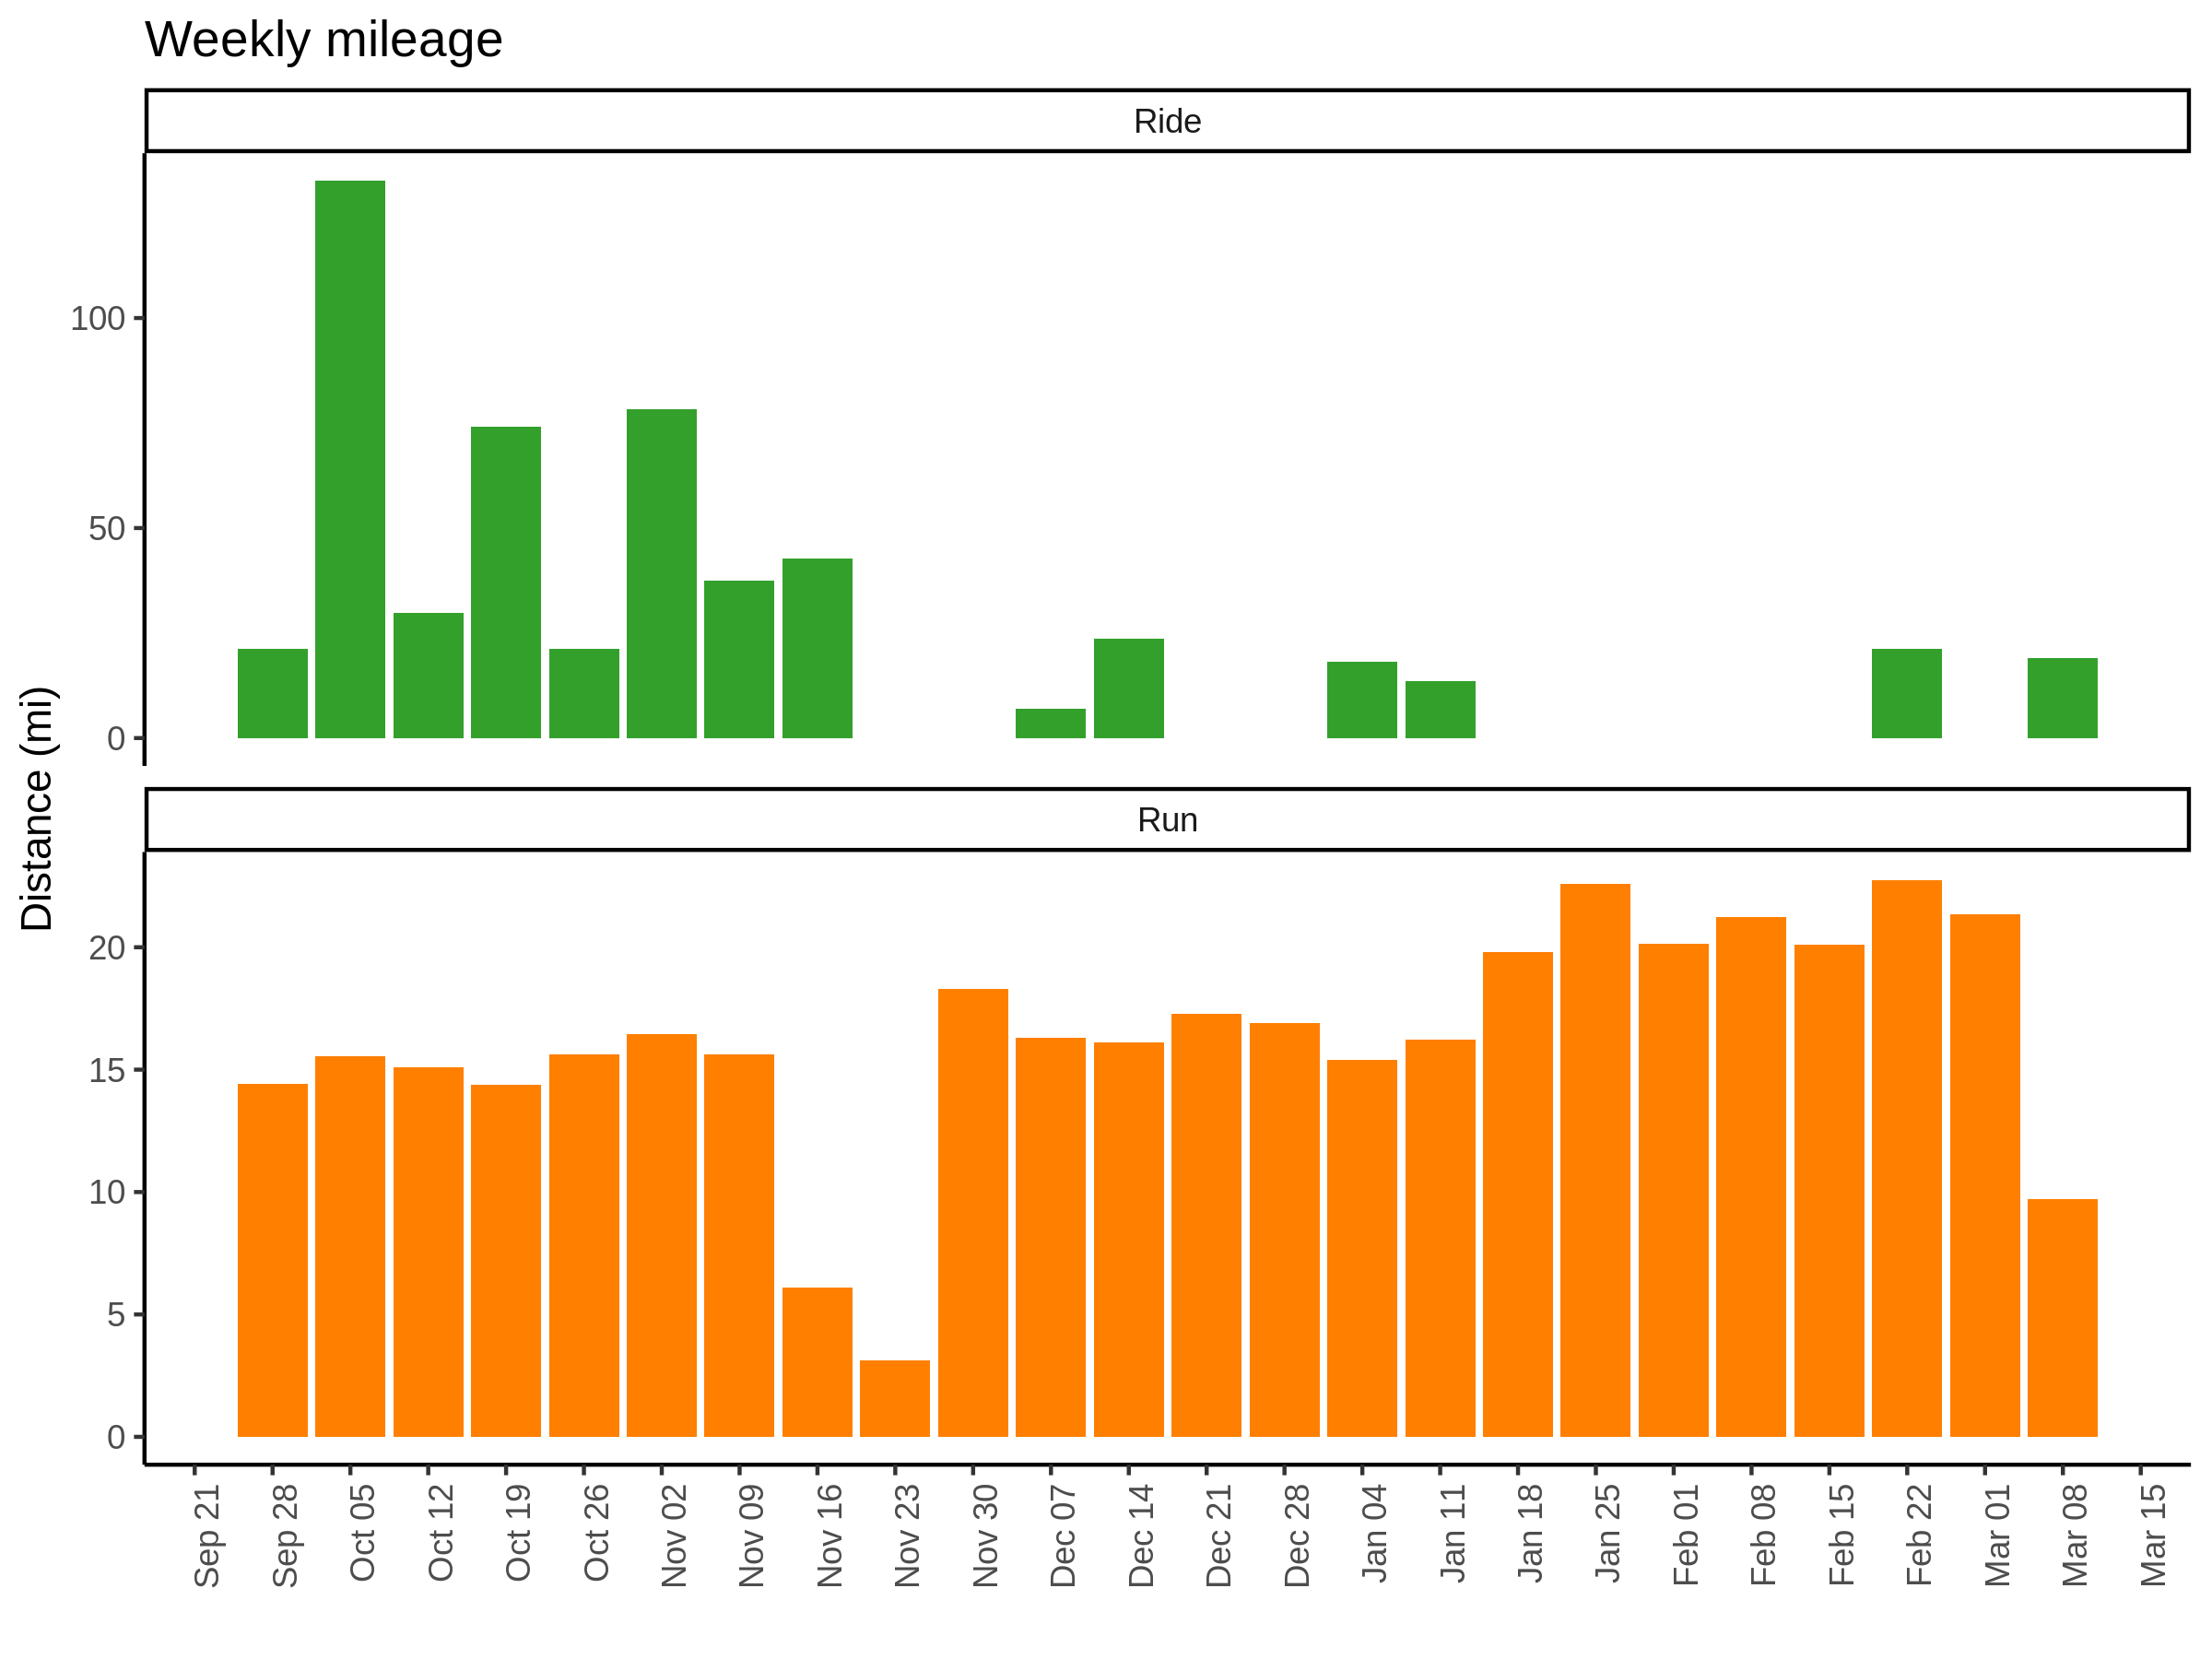 Weekly mileage
Ride
100
50
0
Distance (mi)
Run
20
15
10
5
0
Sep 21
Sep 28
Oct 05
Oct 12
Oct 19
Oct 26
Nov 02
Nov 09
Nov 16
Nov 23
Nov 30
Dec 07
Dec 14
Dec 21
Dec 28
Jan 04
Jan 11
Jan 18
Jan 25
Feb 01
Feb 08
Feb 15
Feb 22
Mar 01
Mar 08
Mar 15